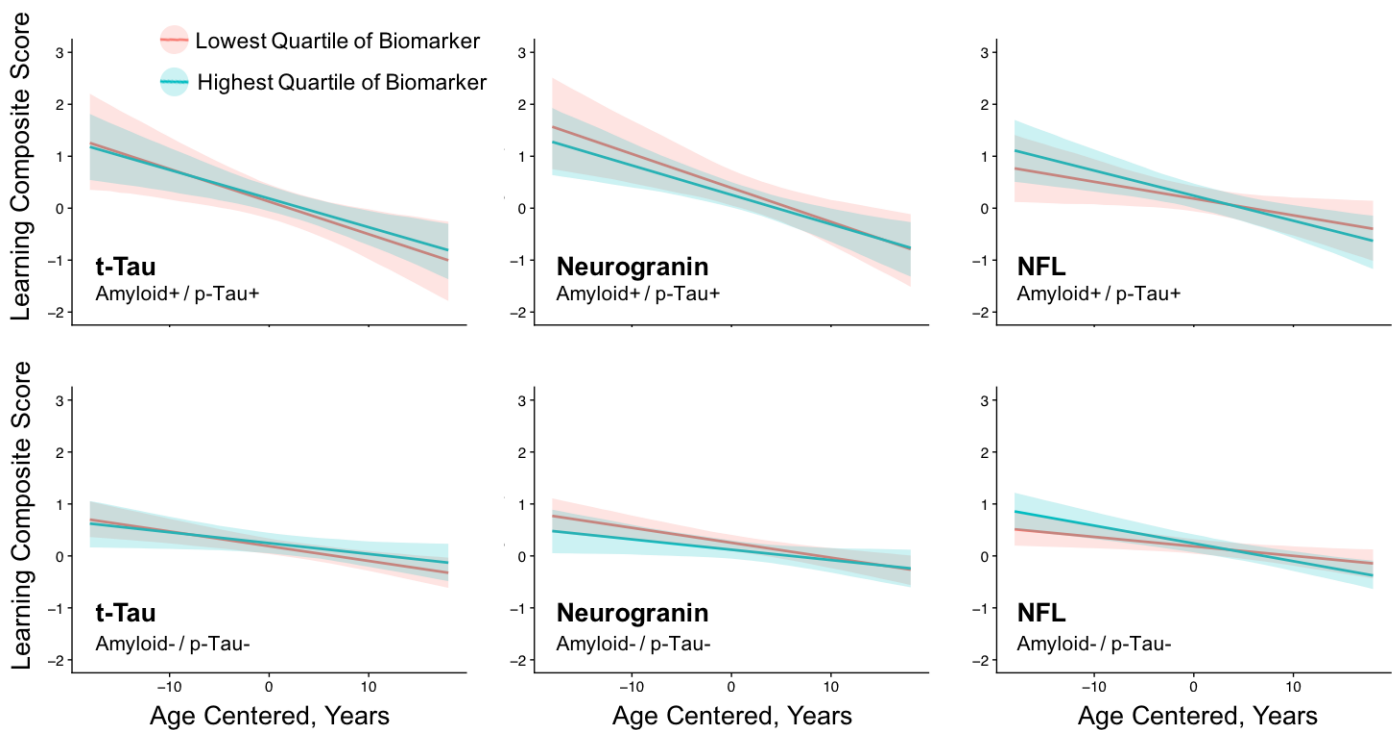 Learning Composite Score
Lowest Quartile of Biomarker
Highest Quartile of Biomarker
3
2
1
0
−1
−2
t-Tau
Amyloid+ / p-Tau+
3
2
1
0
−1
−2
Neurogranin
Amyloid+ / p-Tau+
3
2
1
0
−1
−2
NFL
Amyloid+ / p-Tau+
Learning Composite Score
3
2
1
0
−1
−2
t-Tau
Amyloid- / p-Tau-
−10 0 10
Age Centered, Years
3
2
1
0
−1
−2
Neurogranin
Amyloid- / p-Tau-
−10 0 10
Age Centered, Years
3
2
1
0
−1
−2
NFL
Amyloid- / p-Tau-
−10 0 10
Age Centered, Years